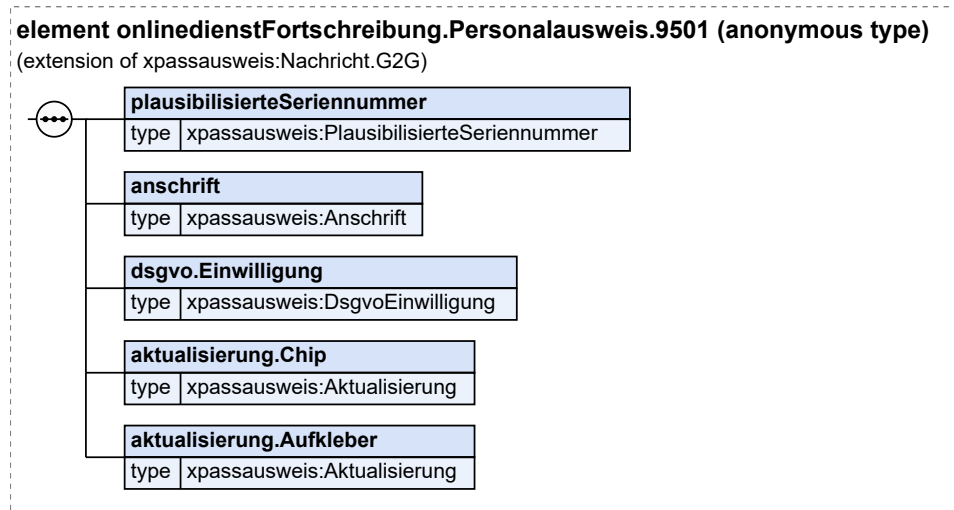 element onlinedienstFortschreibung.Personalausweis.9501 (anonymous type)
(extension of xpassausweis:Nachricht.G2G)
plausibilisierteSeriennummer
type xpassausweis:PlausibilisierteSeriennummer
anschrift
type xpassausweis:Anschrift
dsgvo.Einwilligung
type xpassausweis:DsgvoEinwilligung
aktualisierung.Chip
type xpassausweis:Aktualisierung
aktualisierung.Aufkleber
type xpassausweis:Aktualisierung